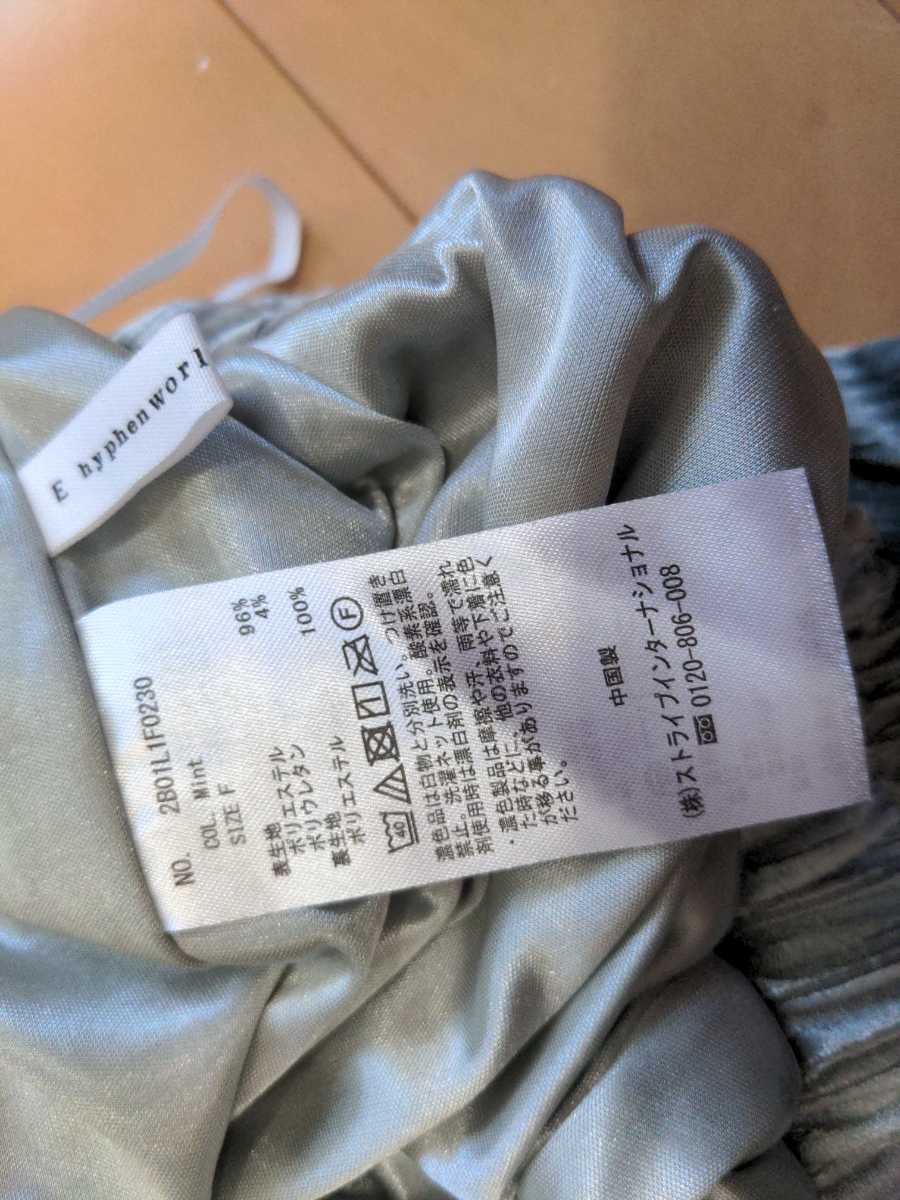 E hyphenworl
NO. 2B01L1F0230
COL. Mint
SIZE F
表生地
ポリエステル 96%
ポリウレタン 4%
裏生地
ポリエステル 100%
40 1 F
濃色品は白物と分別洗い。つけ置き
禁止。洗濯ネット使用。酸素系漂白
剤使用時は漂白剤の表示を確認。
・濃色製品は摩擦や汗、雨等で濡れ
た時などに、他の衣料や下着に色
が移る事がありますのでご注意く
ださい。
中国製
(株)ストライプインターナショナル
0120-806-008